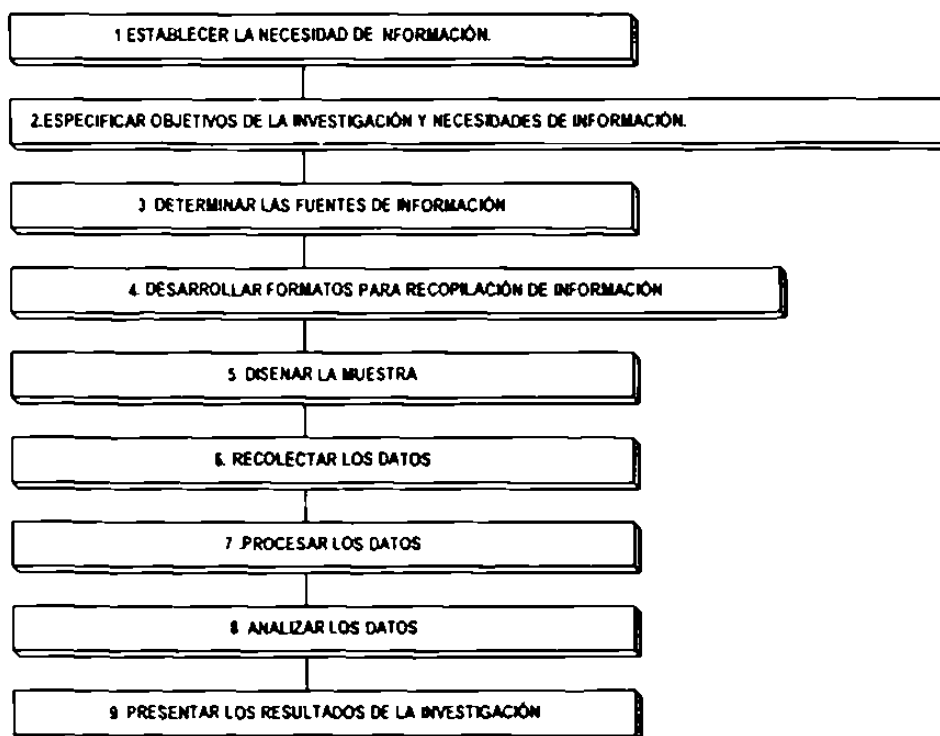 1 ESTABLECER LA NECESIDAD DE NFORMACIÓN.
2.ESPECIFICAR OBJETIVOS DE LA INVESTIGACIÓN Y NECESIDADES DE INFORMACIÓN.
3. DETERMINAR LAS FUENTES DE INFORMACIÓN
4. DESARROLLAR FORMATOS PARA RECOPILACIÓN DE INFORMACIÓN
5. DISENAR LA MUESTRA
6. RECOLECTAR LOS DATOS
7 .PROCESAR LOS DATOS
8 ANALIZAR LOS DATOS
9 PRESENTAR LOS RESULTADOS DE LA INVESTIGACIÓN